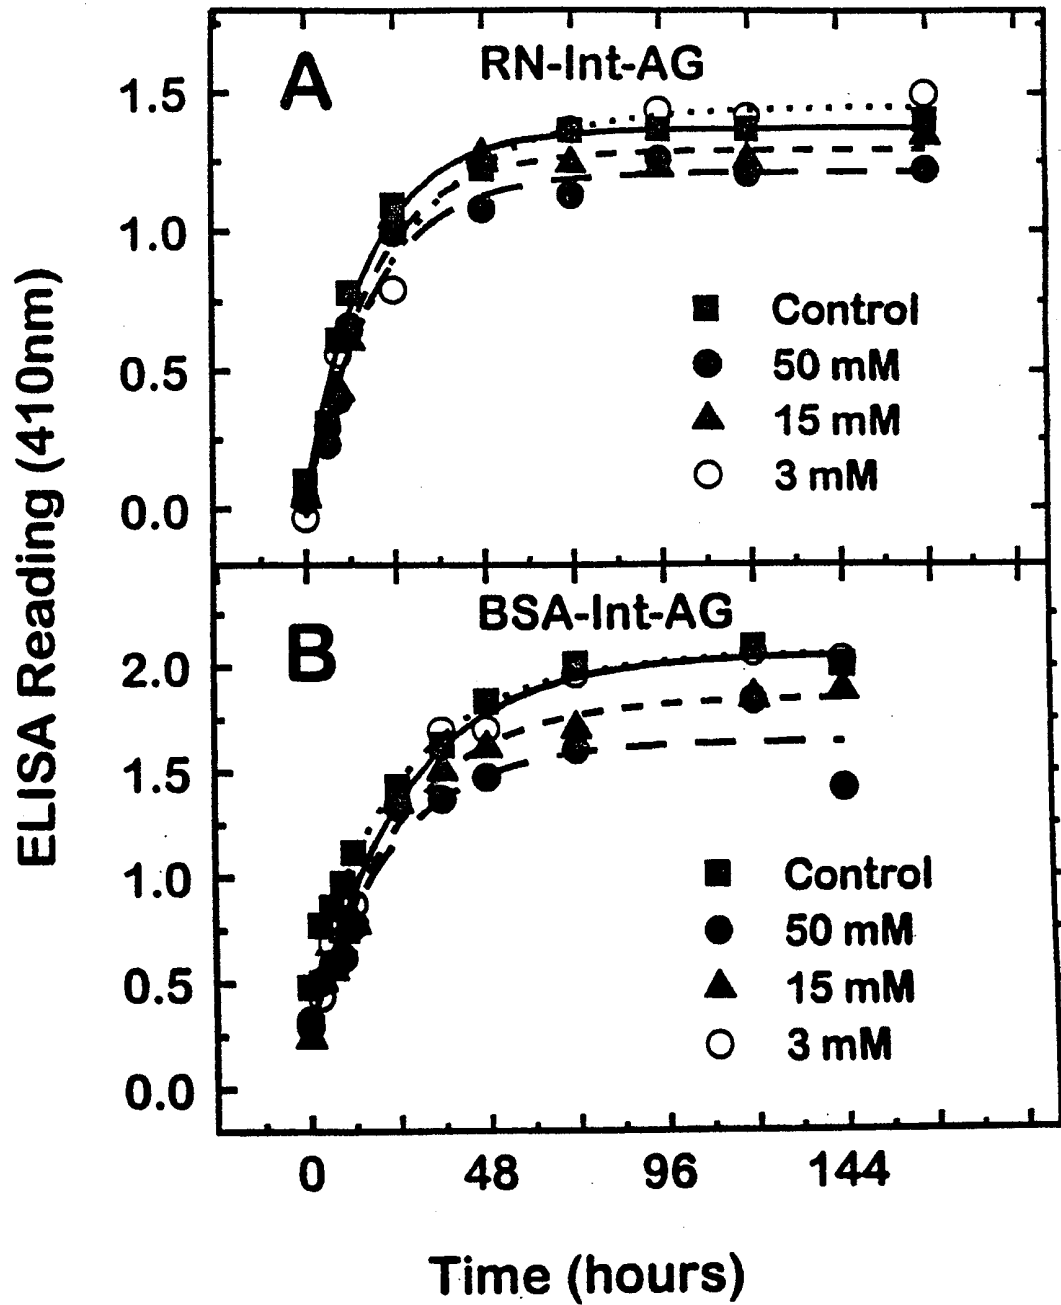 A
RN-Int-AG
1.5
1.0
0.5
0.0
Control
50 mM
15 mM
3 mM
ELISA Reading (410nm)
B
BSA-Int-AG
2.0
1.5
1.0
0.5
0.0
Control
50 mM
15 mM
3 mM
0 48 96 144
Time (hours)